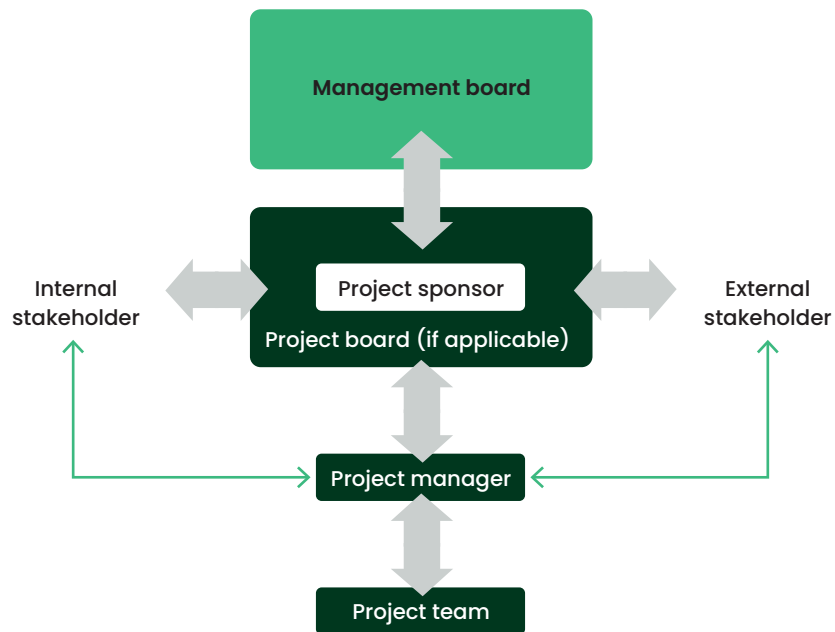 Management board
Project sponsor
Internal
stakeholder
External
stakeholder
Project board (if applicable)
Project manager
Project team